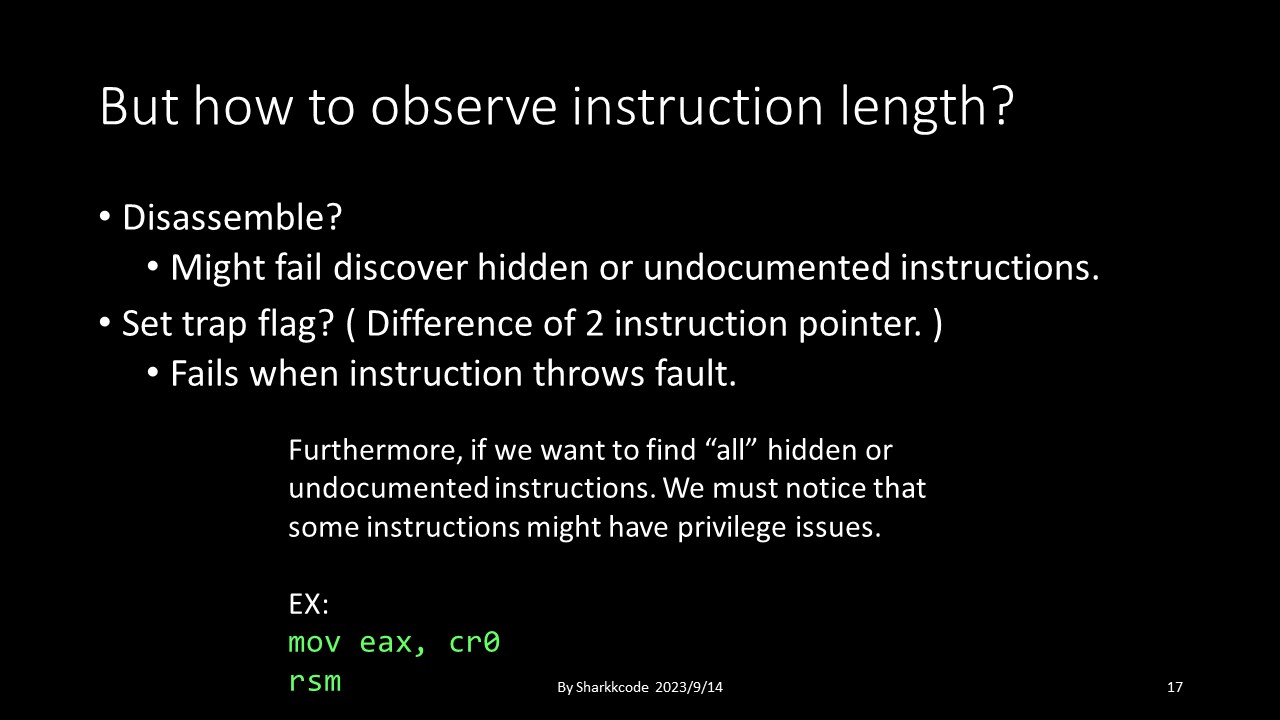 But how to observe instruction length?
• Disassemble?
• Might fail discover hidden or undocumented instructions.
• Set trap flag? ( Difference of 2 instruction pointer. )
• Fails when instruction throws fault.
Furthermore, if we want to find “all” hidden or
undocumented instructions. We must notice that
some instructions might have privilege issues.
EX:
mov eax, cr0
rsm
By Sharkkcode 2023/9/14
17